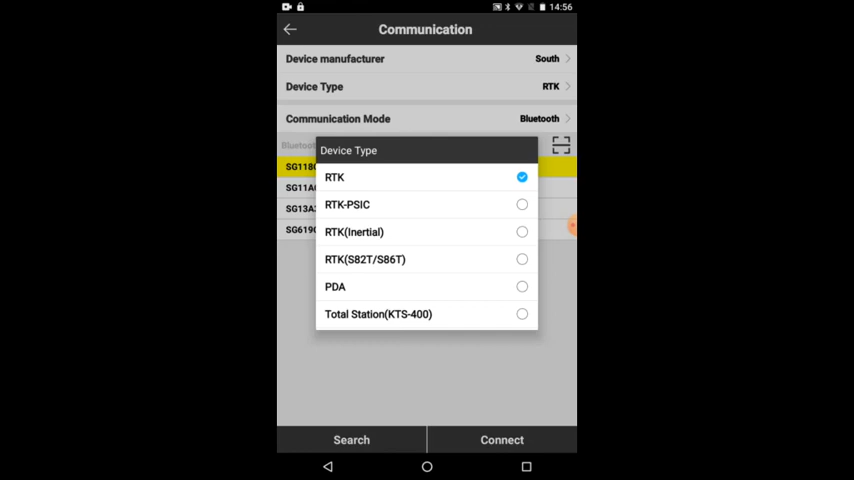 14:56
Communication
Device manufacturer South
Device Type RTK
Communication Mode Bluetooth
Device Type
RTK
RTK-PSIC
RTK(Inertial)
RTK(S82T/S86T)
PDA
Total Station(KTS-400)
Search Connect